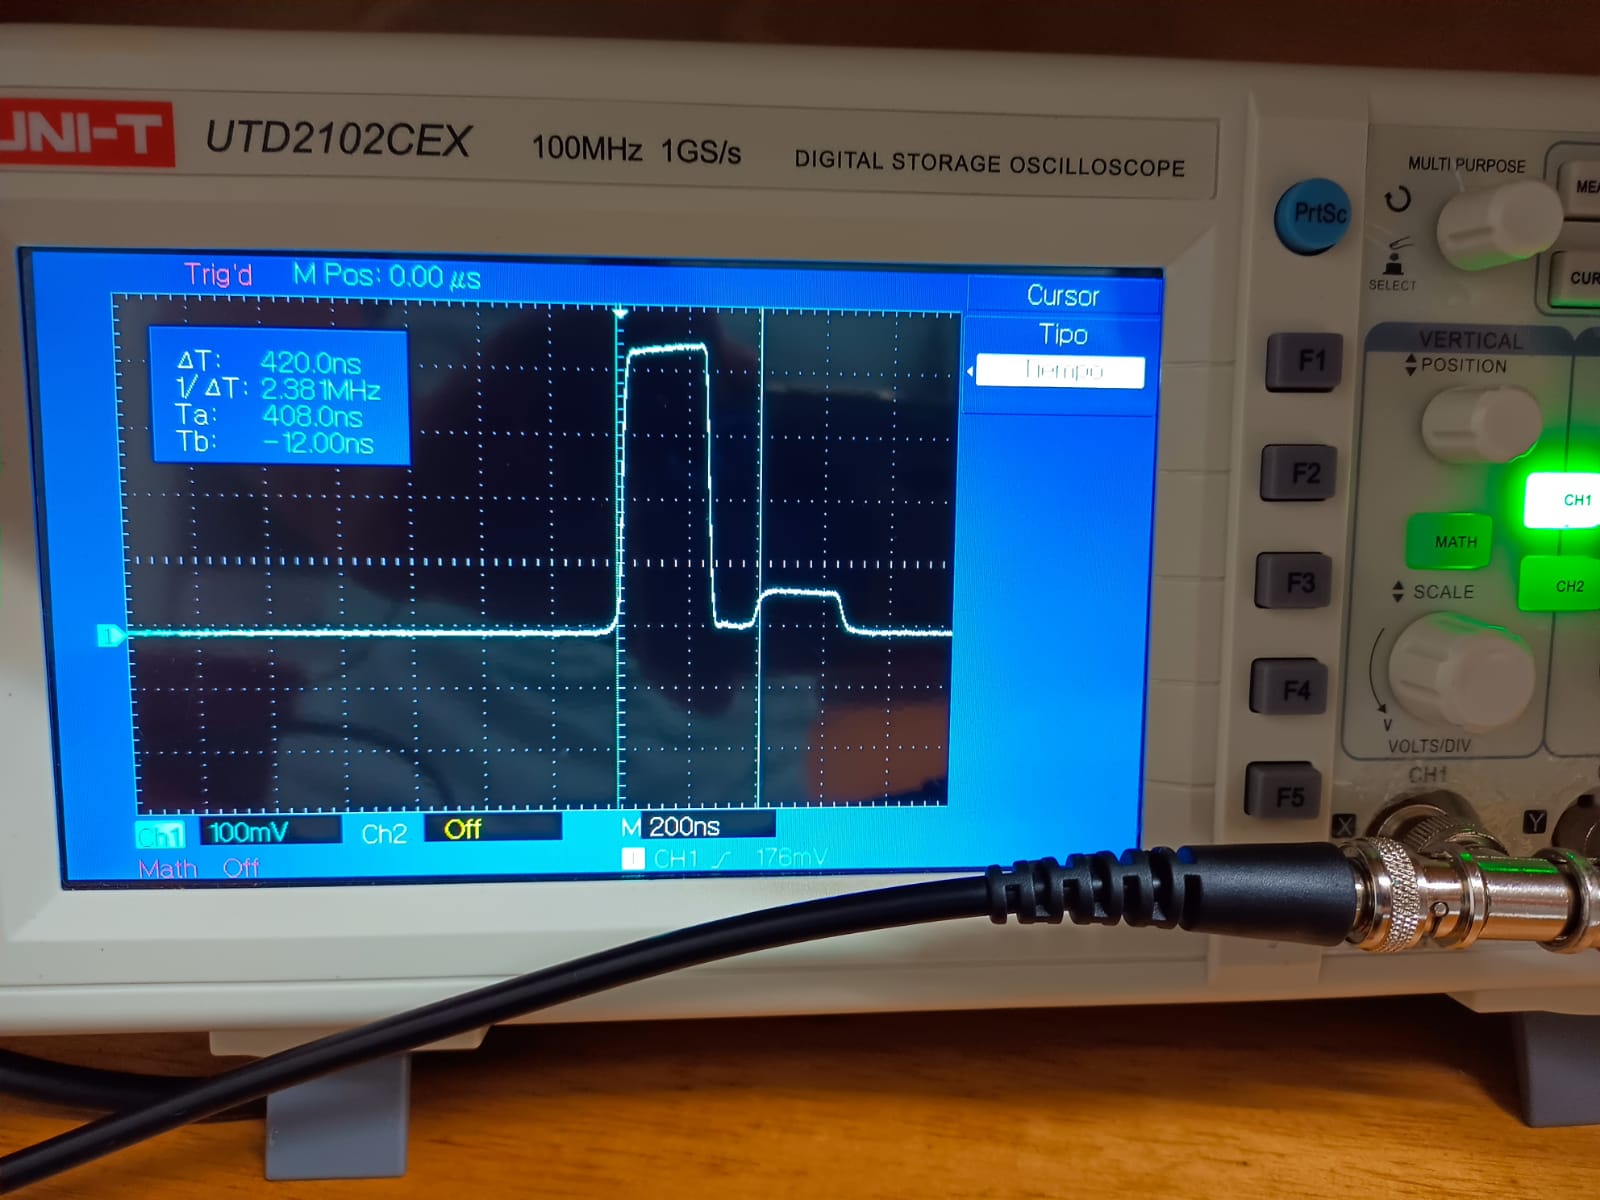 UNI-T UTD2102CEX 100MHz 1GS/s DIGITAL STORAGE OSCILLOSCOPE
Trig'd M Pos: 0.00 μs
ΔT: 420.0ns
1/ΔT: 2.381MHz
Ta: 408.0ns
Tb: -12.00ns
Cursor
Tipo
Tiempo
1
Ch1 100mV Ch2 Off M 200ns
Math Off
CH1 176mV
PrtSc
F1
F2
F3
F4
F5
MULTI PURPOSE
SELECT
VERTICAL
POSITION
CH1
MATH
CH2
SCALE
V
VOLTS/DIV
CH1
X
Y